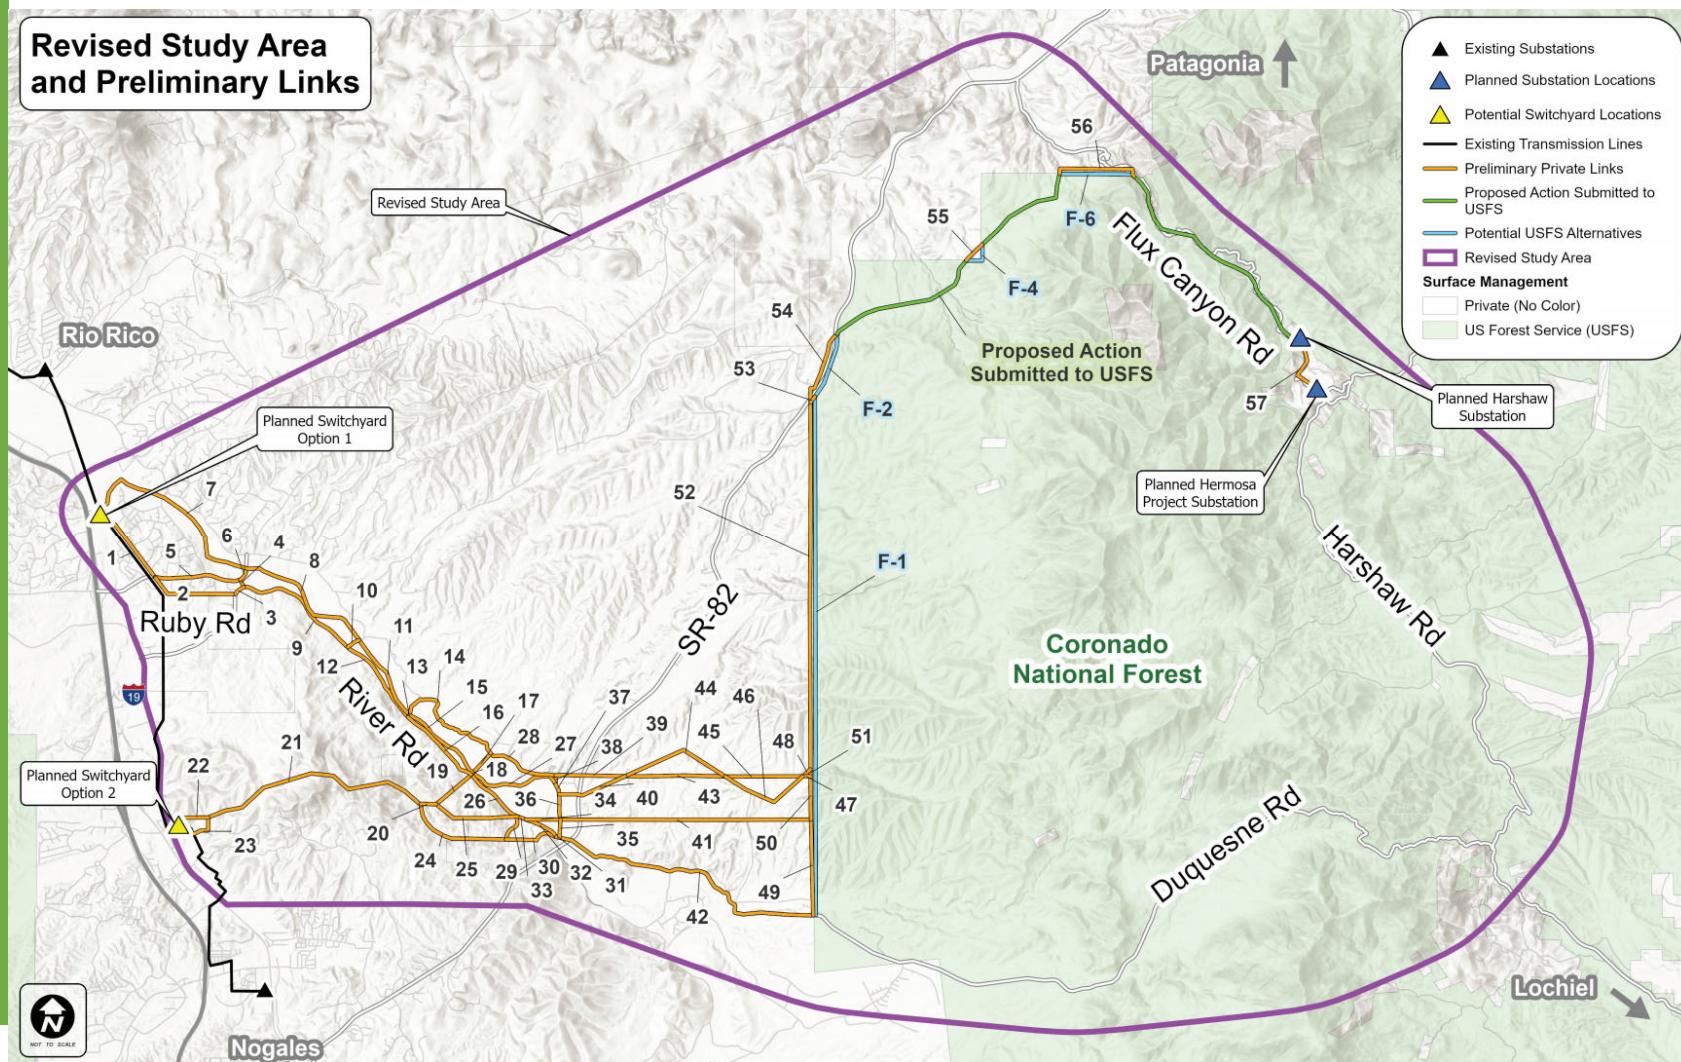 Revised Study Area
and Preliminary Links
Patagonia
Existing Substations
Planned Substation Locations
Potential Switchyard Locations
Existing Transmission Lines
Preliminary Private Links
Proposed Action Submitted to
USFS
Potential USFS Alternatives
Revised Study Area
Surface Management
Private (No Color)
US Forest Service (USFS)
56
Revised Study Area
55
F-6
Flux Canyon Rd
F-4
54
Rio Rico
Proposed Action
Submitted to USFS
53
F-2
57
Planned Harshaw
Substation
Planned Switchyard
Option 1
Planned Hermosa
Project Substation
7
52
6
4
8
1
5
F-1
2
10
3
Ruby Rd
Harshaw Rd
9
11
SR-82
12
13
14
Coronado
National Forest
19
River Rd
15
17
37
44
46
16
28
27
39
45
48
51
21
38
Planned Switchyard
Option 2
22
19
18
26
36
34
40
43
47
20
23
24
25
29
33
30
32
35
31
41
50
49
42
Duquesne Rd
Lochiel
N
NOT TO SCALE
Nogales